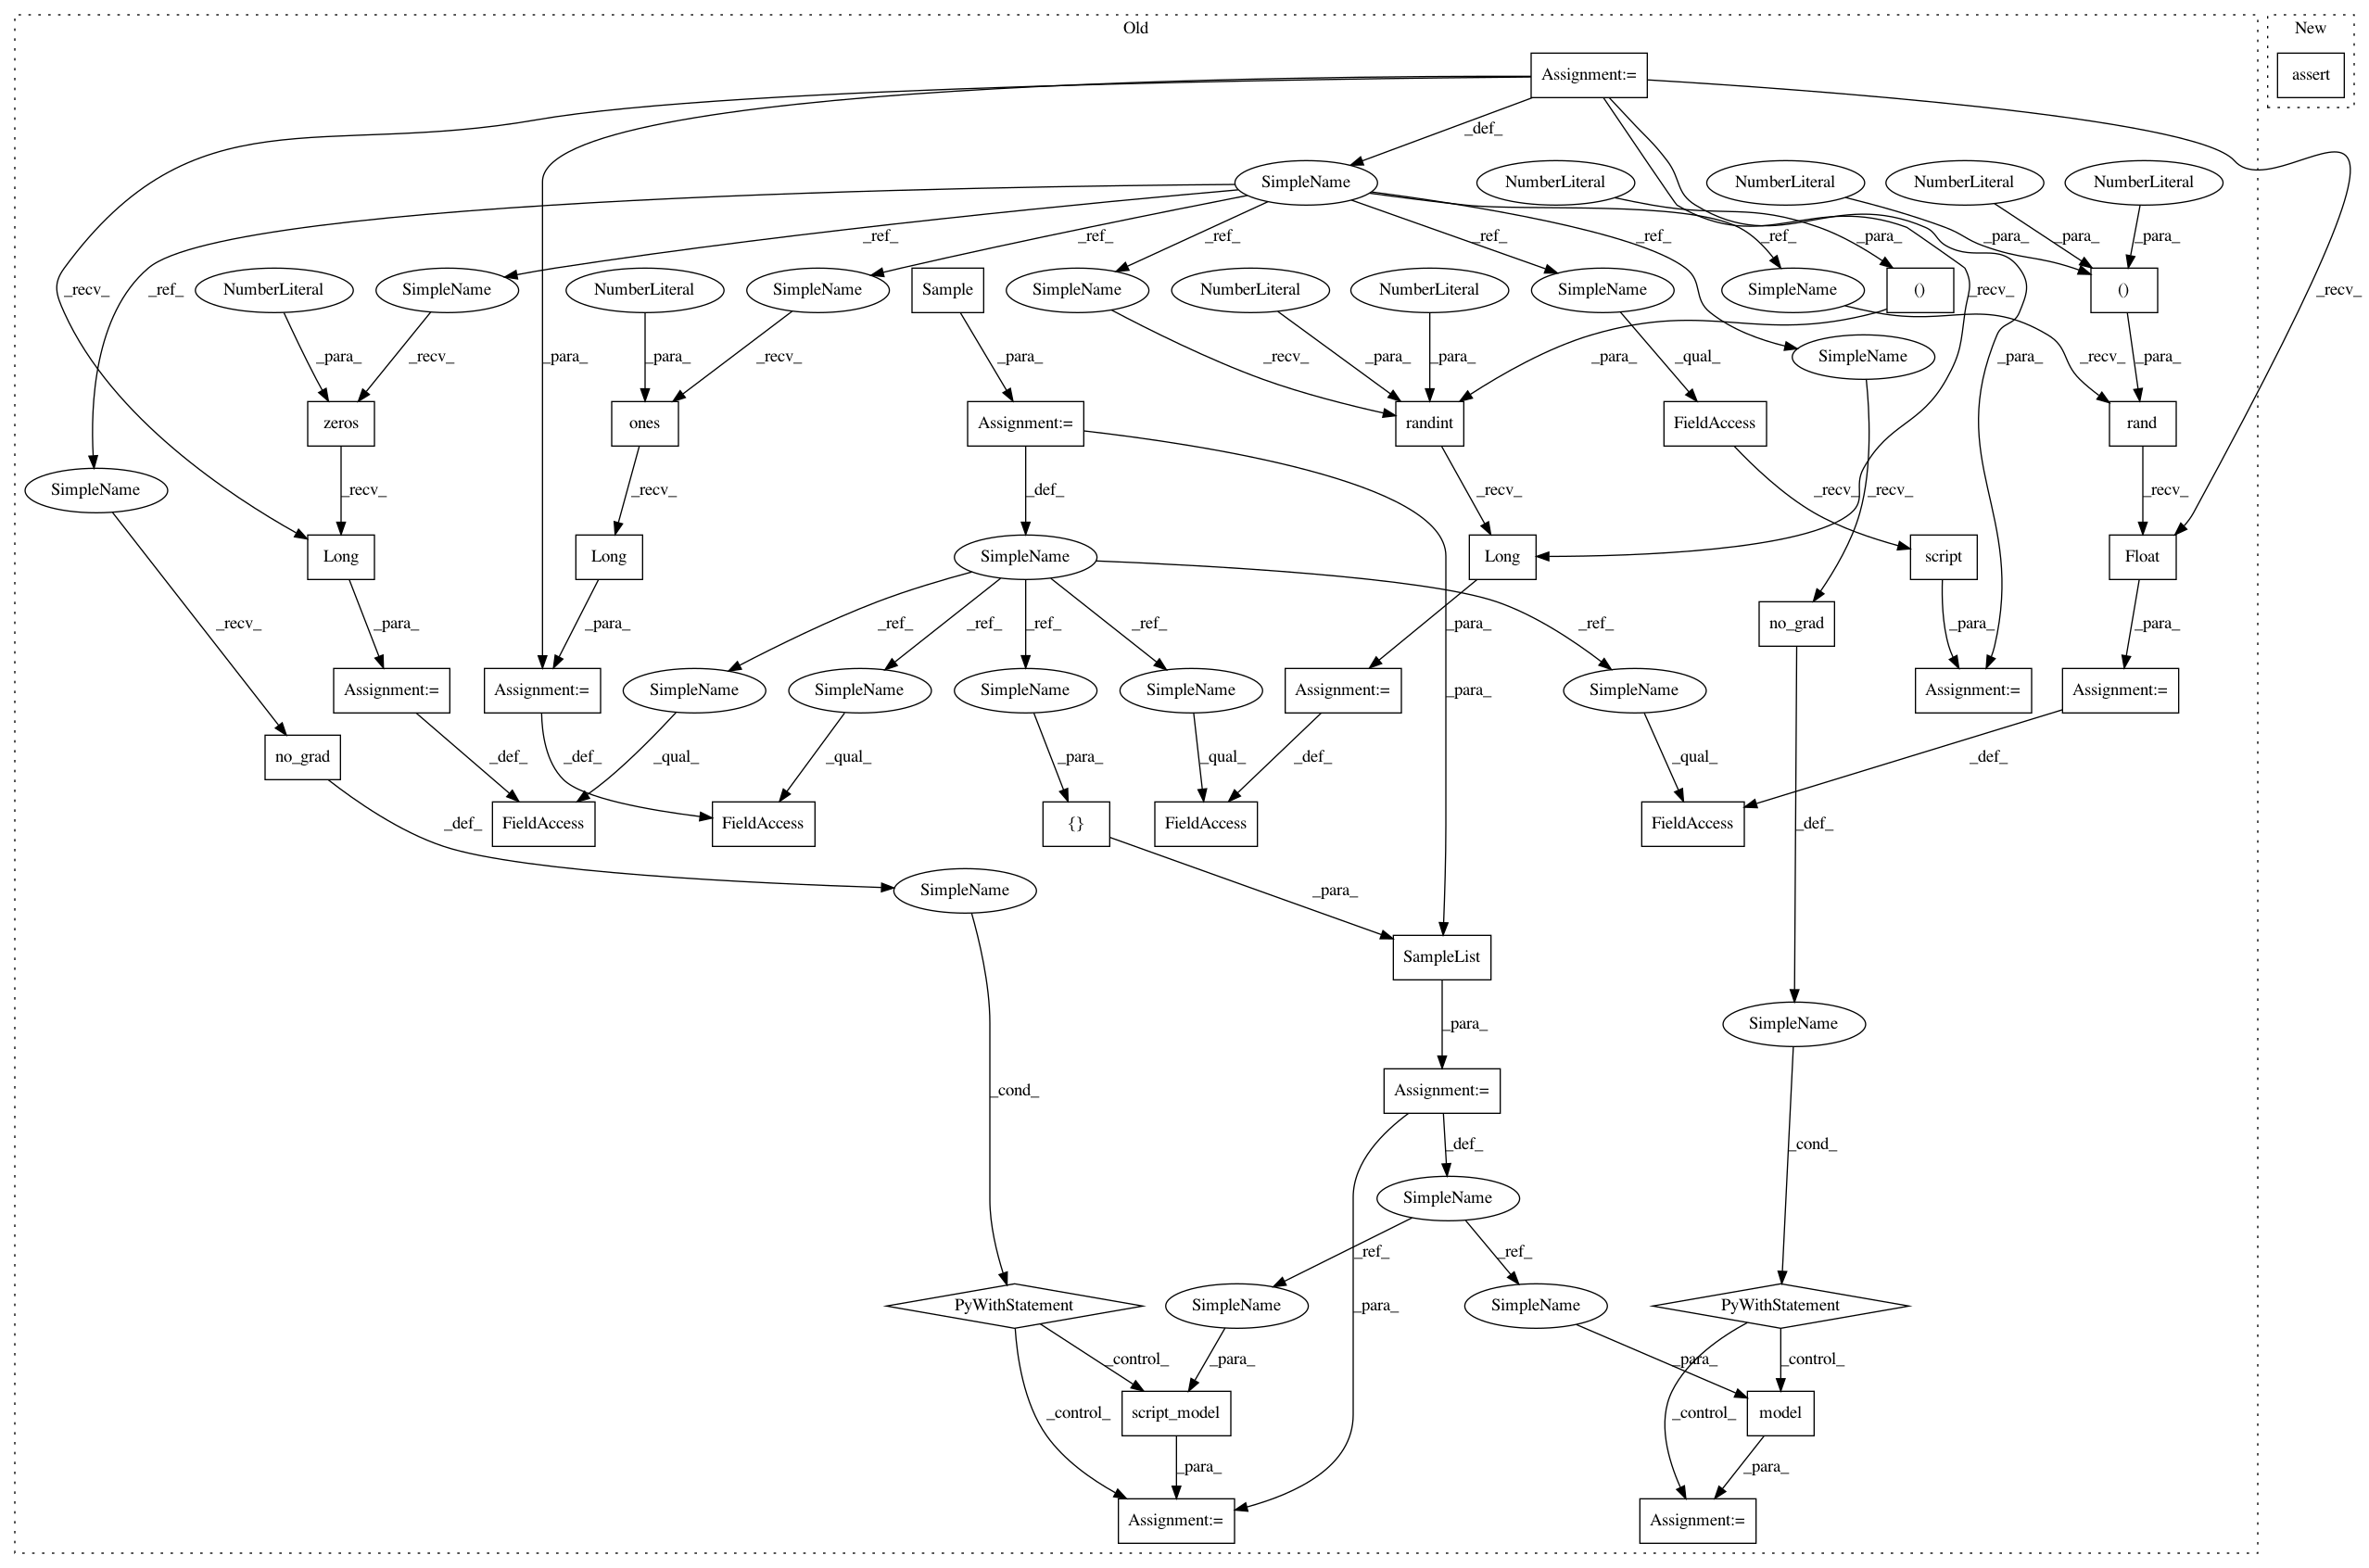 Old
New
Assignment:=
assert
_def_
SimpleName
NumberLiteral
NumberLiteral
NumberLiteral
NumberLiteral
_ref_
_ref_
_ref_
_ref_
_ref_
_ref_
_para_
_para_
_para_
_para_
_recv_
_ref_
NumberLiteral
SimpleName
NumberLiteral
SimpleName
Sample
SimpleName
NumberLiteral
NumberLiteral
SimpleName
SimpleName
()
_recv_
()
_recv_
_para_
_recv_
_para_
_para_
_recv_
_para_
_recv_
_para_
_para_
_qual_
_para_
SimpleName
_para_
_recv_
_para_
zeros
ones
Assignment:=
randint
FieldAccess
rand
SimpleName
_recv_
_recv_
_def_
_recv_
_recv_
_recv_
_recv_
Long
Long
SimpleName
Long
script
Float
_recv_
_para_
_para_
_ref_
_ref_
_ref_
_ref_
_ref_
_para_
no_grad
_para_
_para_
Assignment:=
Assignment:=
SimpleName
SimpleName
SimpleName
SimpleName
Assignment:=
_para_
SimpleName
Assignment:=
Assignment:=
no_grad
_def_
_qual_
_def_
_qual_
_para_
_qual_
_def_
_qual_
_def_
_def_
FieldAccess
FieldAccess
{}
FieldAccess
FieldAccess
_def_
SimpleName
_para_
SampleList
_para_
SimpleName
_cond_
Assignment:=
_def_
_cond_
SimpleName
_ref_
_ref_
PyWithStatement
SimpleName
_para_
SimpleName
PyWithStatement
_control_
_para_
_para_
_control_
_control_
script_model
_control_
model
_para_
_para_
Assignment:=
Assignment:=